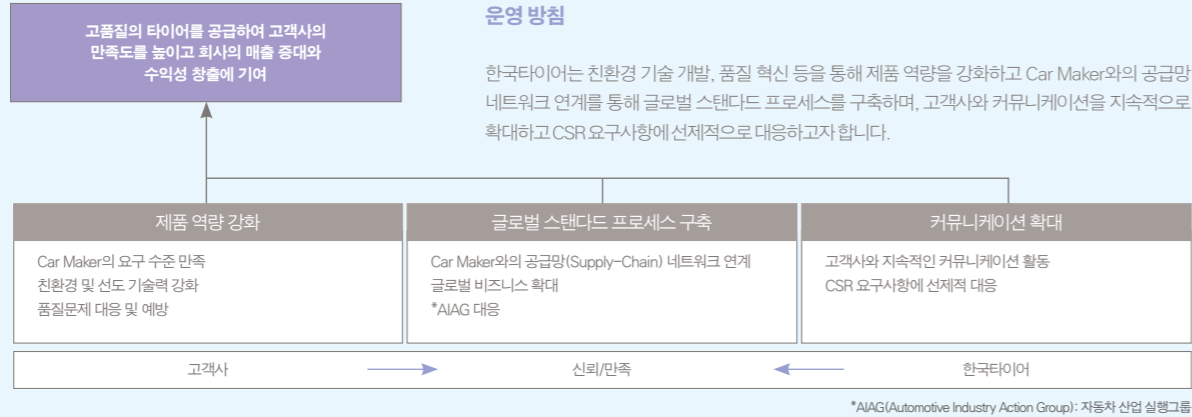 고품질의 타이어를 공급하여 고객사의
만족도를 높이고 회사의 매출 증대와
수익성 창출에 기여
운영 방침
한국타이어는 친환경 기술 개발, 품질 혁신 등을 통해 제품 역량을 강화하고 Car Maker와의 공급망
네트워크 연계를 통해 글로벌 스탠다드 프로세스를 구축하며, 고객사와 커뮤니케이션을 지속적으로
확대하고 CSR 요구사항에 선제적으로 대응하고자 합니다.
제품 역량 강화
Car Maker의 요구 수준 만족
친환경 및 선도 기술력 강화
품질문제 대응 및 예방
글로벌 스탠다드 프로세스 구축
Car Maker와의 공급망(Supply-Chain) 네트워크 연계
글로벌 비즈니스 확대
*AIAG 대응
커뮤니케이션 확대
고객사와 지속적인 커뮤니케이션 활동
CSR 요구사항에 선제적 대응
고객사
신뢰/만족
한국타이어
*AIAG(Automotive Industry Action Group): 자동차 산업 실행그룹